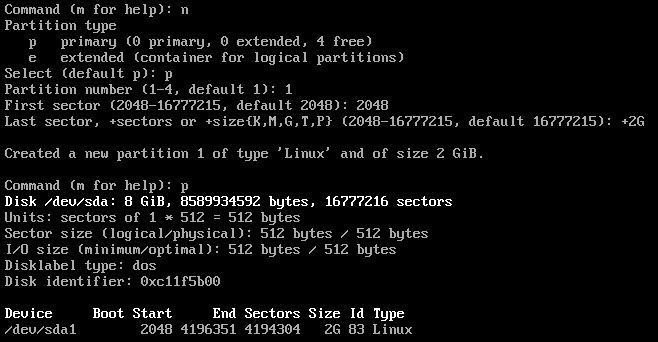 Command (m for help): n
Partition type
   p   primary (0 primary, 0 extended, 4 free)
   e   extended (container for logical partitions)
Select (default p): p
Partition number (1-4, default 1): 1
First sector (2048-16777215, default 2048): 2048
Last sector, +sectors or +size{K,M,G,T,P} (2048-16777215, default 16777215): +2G
Created a new partition 1 of type 'Linux' and of size 2 GiB.
Command (m for help): p
Disk /dev/sda: 8 GiB, 8589934592 bytes, 16777216 sectors
Units: sectors of 1 * 512 = 512 bytes
Sector size (logical/physical): 512 bytes / 512 bytes
I/O size (minimum/optimal): 512 bytes / 512 bytes
Disklabel type: dos
Disk identifier: 0xc11f5b00
Device     Boot Start     End Sectors Size Id Type
/dev/sda1        2048 4196351 4194304   2G 83 Linux